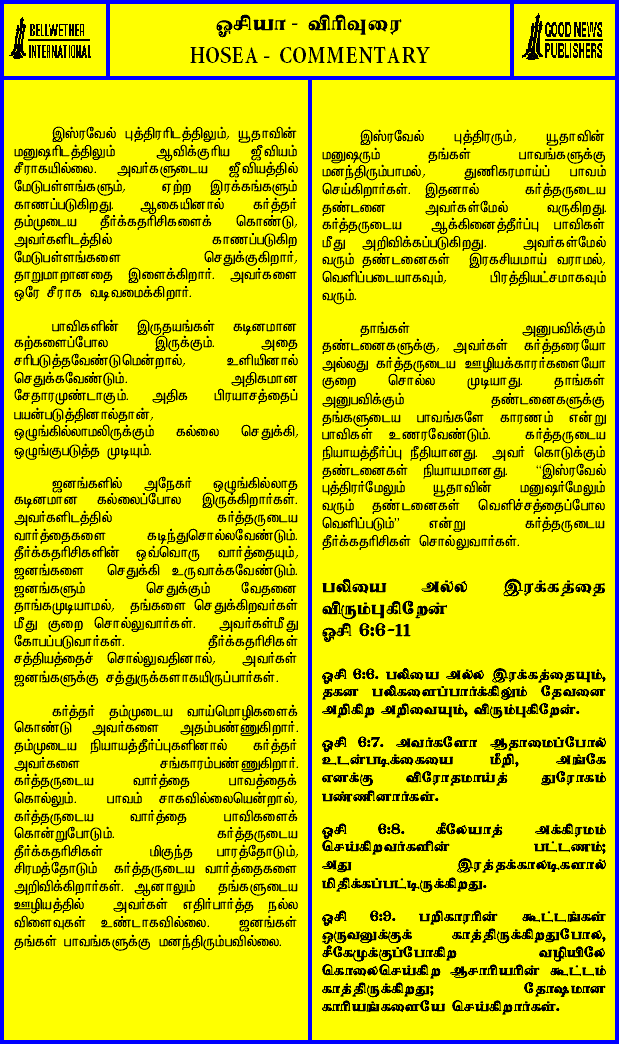 BELLWETHER
INTERNATIONAL
ஓசியா - விரிவுரை
HOSEA - COMMENTARY
GOOD NEWS
PUBLISHERS
இஸ்ரவேல் புத்திரரிடத்திலும், யூதாவின்
மனுஷரிடத்திலும் ஆவிக்குரிய ஜீவியம்
சீராகயில்லை. அவர்களுடைய ஜீவியத்தில்
மேடுபள்ளங்களும், ஏற்ற இரக்கங்களும்
காணப்படுகிறது. ஆகையினால் கர்த்தர்
தம்முடைய தீர்க்கதரிசிகளைக் கொண்டு,
அவர்களிடத்தில் காணப்படுகிற
மேடுபள்ளங்களை செதுக்குகிறார்,
தாறுமாறானதை இளைக்கிறார். அவர்களை
ஒரே சீராக வடிவமைக்கிறார்.
பாவிகளின் இருதயங்கள் கடினமான
கற்களைப்போல இருக்கும். அதை
சரிபடுத்தவேண்டுமென்றால், உளியினால்
செதுக்கவேண்டும். அதிகமான
சேதாரமுண்டாகும். அதிக பிரயாசத்தைப்
பயன்படுத்தினால்தான்,
ஒழுங்கில்லாமலிருக்கும் கல்லை செதுக்கி,
ஒழுங்குபடுத்த முடியும்.
ஜனங்களில் அநேகர் ஒழுங்கில்லாத
கடினமான கல்லைப்போல இருக்கிறார்கள்.
அவர்களிடத்தில் கர்த்தருடைய
வார்த்தைகளை கடிந்துசொல்லவேண்டும்.
தீர்க்கதரிசிகளின் ஒவ்வொரு வார்த்தையும்,
ஜனங்களை செதுக்கி உருவாக்கவேண்டும்.
ஜனங்களும் செதுக்கும் வேதனை
தாங்கமுடியாமல், தங்களை செதுக்கிறவர்கள்
மீது குறை சொல்லுவார்கள். அவர்கள்மீது
கோபப்படுவார்கள். தீர்க்கதரிசிகள்
சத்தியத்தைச் சொல்லுவதினால், அவர்கள்
ஜனங்களுக்கு சத்துருக்களாகயிருப்பார்கள்.
கர்த்தர் தம்முடைய வாய்மொழிகளைக்
கொண்டு அவர்களை அதம்பண்ணுகிறார்.
தம்முடைய நியாயத்தீர்ப்புகளினால் கர்த்தர்
அவர்களை சங்காரம்பண்ணுகிறார்.
கர்த்தருடைய வார்த்தை பாவத்தைக்
கொல்லும். பாவம் சாகவில்லையென்றால்,
கர்த்தருடைய வார்த்தை பாவிகளைக்
கொன்றுபோடும். கர்த்தருடைய
தீர்க்கதரிசிகள் மிகுந்த பாரத்தோடும்,
சிரமத்தோடும் கர்த்தருடைய வார்த்தைகளை
அறிவிக்கிறார்கள். ஆனாலும் தங்களுடைய
ஊழியத்தில் அவர்கள் எதிர்பார்த்த நல்ல
விளைவுகள் உண்டாகவில்லை. ஜனங்கள்
தங்கள் பாவங்களுக்கு மனந்திரும்பவில்லை.
இஸ்ரவேல் புத்திரரும், யூதாவின்
மனுஷரும் தங்கள் பாவங்களுக்கு
மனந்திரும்பாமல், துணிகரமாய்ப் பாவம்
செய்கிறார்கள். இதனால் கர்த்தருடைய
தண்டனை அவர்கள்மேல் வருகிறது.
கர்த்தருடைய ஆக்கினைத்தீர்ப்பு பாவிகள்
மீது அறிவிக்கப்படுகிறது. அவர்கள்மேல்
வரும் தண்டனைகள் இரகசியமாய் வராமல்,
வெளிப்படையாகவும், பிரத்தியட்சமாகவும்
வரும்.
தாங்கள் அனுபவிக்கும்
தண்டனைகளுக்கு, அவர்கள் கர்த்தரையோ
அல்லது கர்த்தருடைய ஊழியக்காரர்களையோ
குறை சொல்ல முடியாது. தாங்கள்
அனுபவிக்கும் தண்டனைகளுக்கு
தங்களுடைய பாவங்களே காரணம் என்று
பாவிகள் உணரவேண்டும். கர்த்தருடைய
நியாயத்தீர்ப்பு நீதியானது. அவர் கொடுக்கும்
தண்டனைகள் நியாயமானது. “இஸ்ரவேல்
புத்திரர்மேலும் யூதாவின் மனுஷர்மேலும்
வரும் தண்டனைகள் வெளிச்சத்தைப்போல
வெளிப்படும்” என்று கர்த்தருடைய
தீர்க்கதரிசிகள் சொல்லுவார்கள்.
பலியை அல்ல இரக்கத்தை
விரும்புகிறேன்
ஓசி 6:6-11
ஓசி 6:6. பலியை அல்ல இரக்கத்தையும்,
தகன பலிகளைப்பார்க்கிலும் தேவனை
அறிகிற அறிவையும், விரும்புகிறேன்.
ஓசி 6:7. அவர்களோ ஆதாமைப்போல்
உடன்படிக்கையை மீறி, அங்கே
எனக்கு விரோதமாய்த் துரோகம்
பண்ணினார்கள்.
ஓசி 6:8. கீலேயாத் அக்கிரமம்
செய்கிறவர்களின் பட்டணம்;
அது இரத்தக்காலடிகளால்
மிதிக்கப்பட்டிருக்கிறது.
ஓசி 6:9. பறிகாரரின் கூட்டங்கள்
ஒருவனுக்குக் காத்திருக்கிறதுபோல,
சீகேமுக்குப்போகிற வழியிலே
கொலைசெய்கிற ஆசாரியரின் கூட்டம்
காத்திருக்கிறது; தோஷமான
காரியங்களையே செய்கிறார்கள்.